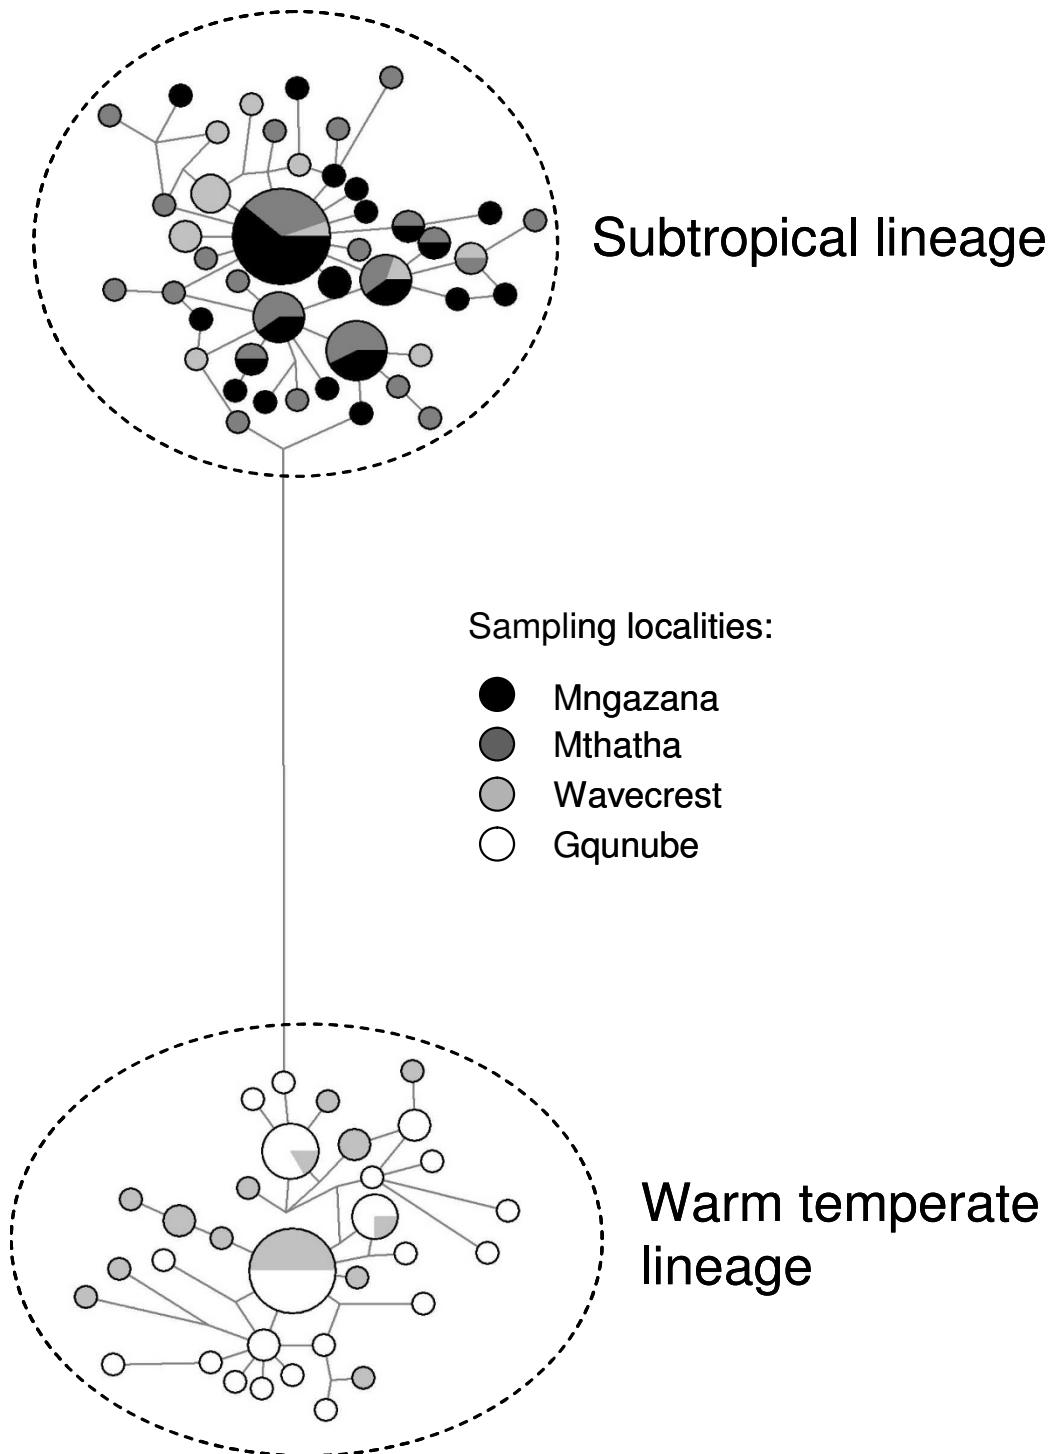 Subtropical lineage
Sampling localities:
Mngazana
Mthatha
Wavecrest
Gqunube
Warm temperate
lineage